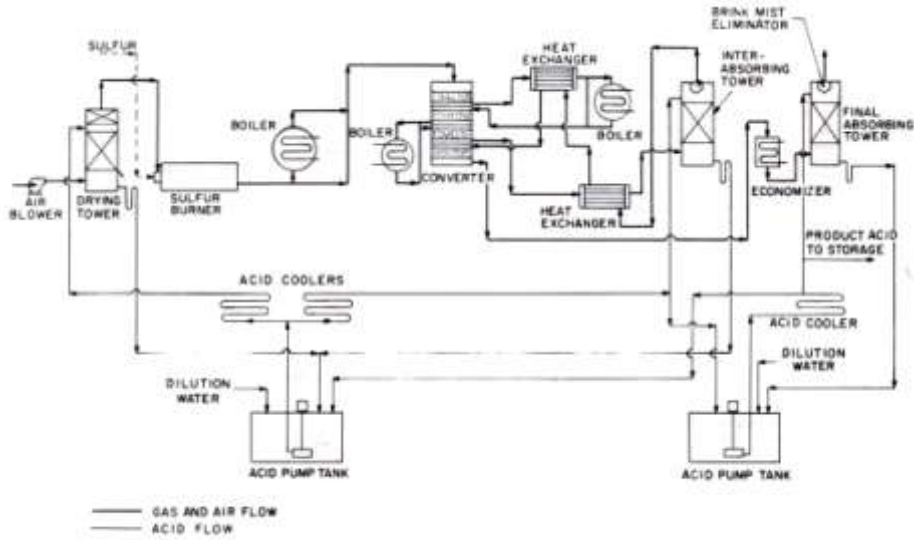 BRINK MIST
ELIMINATOR
SULFUR
HEAT
EXCHANGER
INTER-
ABSORBING
TOWER
BOILER
BOILER
BOILER
FINAL
ABSORBING
TOWER
CONVERTER
AIR
BLOWER
DRYING
TOWER
SULFUR
BURNER
HEAT
EXCHANGER
ECONOMIZER
PRODUCT ACID
TO STORAGE
ACID COOLERS
ACID COOLER
DILUTION
WATER
DILUTION
WATER
ACID PUMP TANK
ACID PUMP TANK
GAS AND AIR FLOW
ACID FLOW